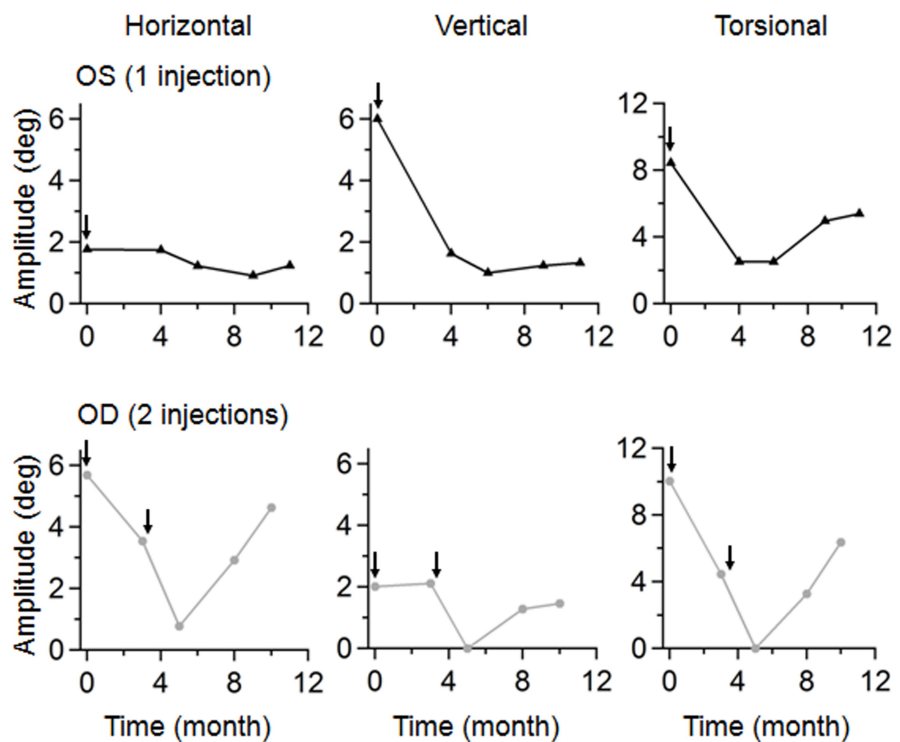 Horizontal Vertical Torsional
OS (1 injection)
Amplitude (deg)
6
4
2
0
0 4 8 12
6
4
2
0
0 4 8 12
12
8
4
0
0 4 8 12
OD (2 injections)
Amplitude (deg)
6
4
2
0
0 4 8 12
Time (month)
6
4
2
0
0 4 8 12
Time (month)
12
8
4
0
0 4 8 12
Time (month)